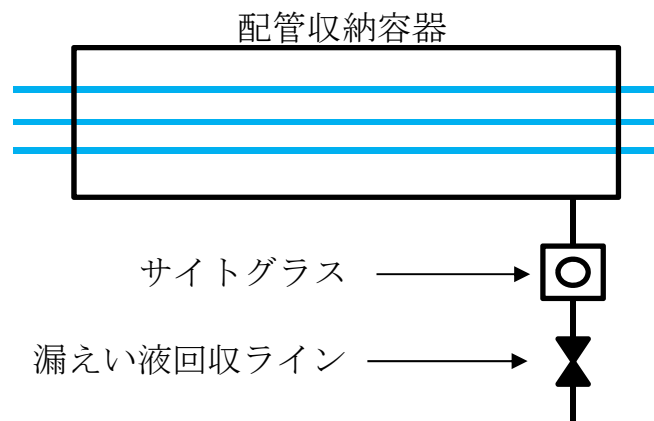 配管収納容器
サイトグラス
漏えい液回収ライン